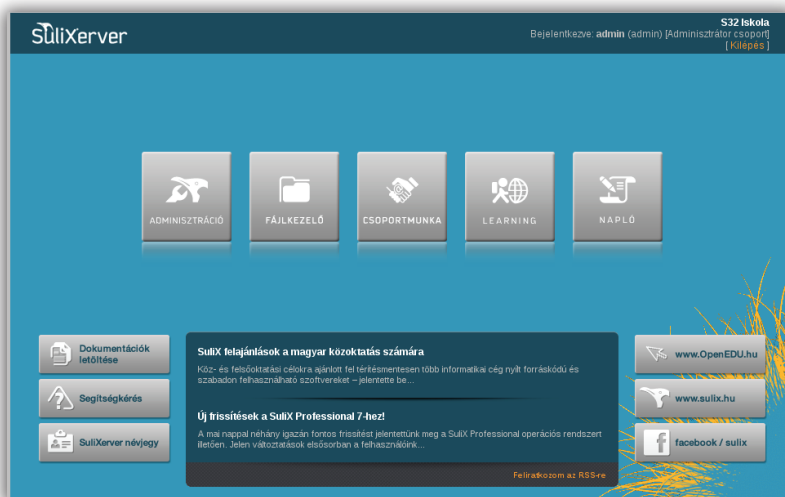 SuliXerver
S32 Iskola
Bejelentkezve: admin (admin) [Adminisztrátor csoport]
[ Kilépés ]
ADMINISZTRÁCIÓ
FÁJLKEZELŐ
CSOPORTMUNKA
LEARNING
NAPLÓ
Dokumentációk
letöltése
Segítségkérés
SuliXerver névjegy
SuliX felajánlások a magyar közoktatás számára
Köz- és felsőoktatási célokra ajánlott fel térítésmentesen több informatikai cég nyílt forráskódú és
szabadon felhasználható szoftvereket – jelentette be...
Új frissítések a SuliX Professional 7-hez!
A mai nappal néhány igazán fontos frissítést jelentettünk meg a SuliX Professional operációs rendszert
illetően. Jelen változtatások elsősorban a felhasználóink...
Feliratkozom az RSS-re
www.OpenEDU.hu
www.sulix.hu
facebook / sulix